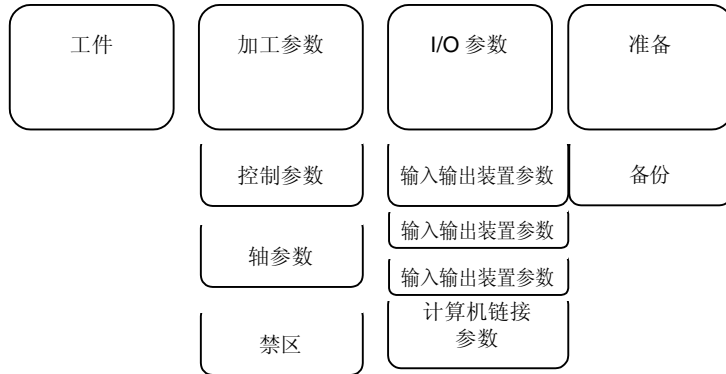 工件
加工参数
I/O 参数
准备
控制参数
输入输出装置参数
备份
轴参数
输入输出装置参数
输入输出装置参数
禁区
计算机链接
参数